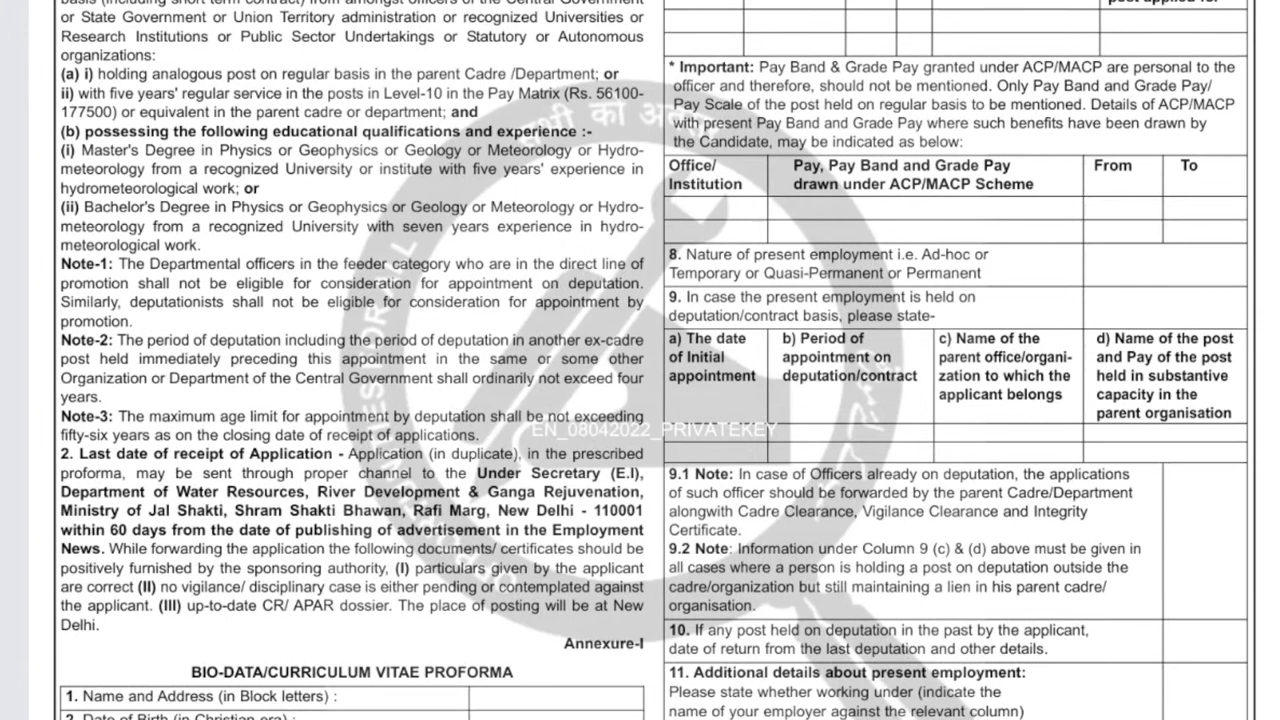 basis (including short term contract) from amongst officers of the Central Government
or State Government or Union Territory administration or recognized Universities or
Research Institutions or Public Sector Undertakings or Statutory or Autonomous
organizations:
(a) i) holding analogous post on regular basis in the parent Cadre /Department; or
ii) with five years' regular service in the posts in Level-10 in the Pay Matrix (Rs. 56100-
177500) or equivalent in the parent cadre or department; and
(b) possessing the following educational qualifications and experience :-
(i) Master's Degree in Physics or Geophysics or Geology or Meteorology or Hydro-
meteorology from a recognized University or institute with five years' experience in
hydrometeorological work; or
(ii) Bachelor's Degree in Physics or Geophysics or Geology or Meteorology or Hydro-
meteorology from a recognized University with seven years experience in hydro-
meteorological work.
Note-1: The Departmental officers in the feeder category who are in the direct line of
promotion shall not be eligible for consideration for appointment on deputation.
Similarly, deputationists shall not be eligible for consideration for appointment by
promotion.
Note-2: The period of deputation including the period of deputation in another ex-cadre
post held immediately preceding this appointment in the same or some other
Organization or Department of the Central Government shall ordinarily not exceed four
years.
Note-3: The maximum age limit for appointment by deputation shall be not exceeding
fifty-six years as on the closing date of receipt of applications.
2. Last date of receipt of Application - Application (in duplicate), in the prescribed
proforma, may be sent through proper channel to the Under Secretary (E.I),
Department of Water Resources, River Development & Ganga Rejuvenation,
Ministry of Jal Shakti, Shram Shakti Bhawan, Rafi Marg, New Delhi - 110001
within 60 days from the date of publishing of advertisement in the Employment
News. While forwarding the application the following documents/ certificates should be
positively furnished by the sponsoring authority, (I) particulars given by the applicant
are correct (II) no vigilance/ disciplinary case is either pending or contemplated against
the applicant. (III) up-to-date CR/ APAR dossier. The place of posting will be at New
Delhi.
Annexure-I
BIO-DATA/CURRICULUM VITAE PROFORMA
1. Name and Address (in Block letters) :
2. Date of Birth (in Christian era) :
post applied for
* Important: Pay Band & Grade Pay granted under ACP/MACP are personal to the
officer and therefore, should not be mentioned. Only Pay Band and Grade Pay/
Pay Scale of the post held on regular basis to be mentioned. Details of ACP/MACP
with present Pay Band and Grade Pay where such benefits have been drawn by
the Candidate, may be indicated as below:
Office/ Pay, Pay Band and Grade Pay From To
Institution drawn under ACP/MACP Scheme
8. Nature of present employment i.e. Ad-hoc or
Temporary or Quasi-Permanent or Permanent
9. In case the present employment is held on
deputation/contract basis, please state-
a) The date
of Initial
appointment
b) Period of
appointment on
deputation/contract
c) Name of the
parent office/organi-
zation to which the
applicant belongs
d) Name of the post
and Pay of the post
held in substantive
capacity in the
parent organisation
9.1 Note: In case of Officers already on deputation, the applications
of such officer should be forwarded by the parent Cadre/Department
alongwith Cadre Clearance, Vigilance Clearance and Integrity
Certificate.
9.2 Note: Information under Column 9 (c) & (d) above must be given in
all cases where a person is holding a post on deputation outside the
cadre/organization but still maintaining a lien in his parent cadre/
organisation.
10. If any post held on deputation in the past by the applicant,
date of return from the last deputation and other details.
11. Additional details about present employment:
Please state whether working under (indicate the
name of your employer against the relevant column)
EN_08042022_PRIVATEKEY